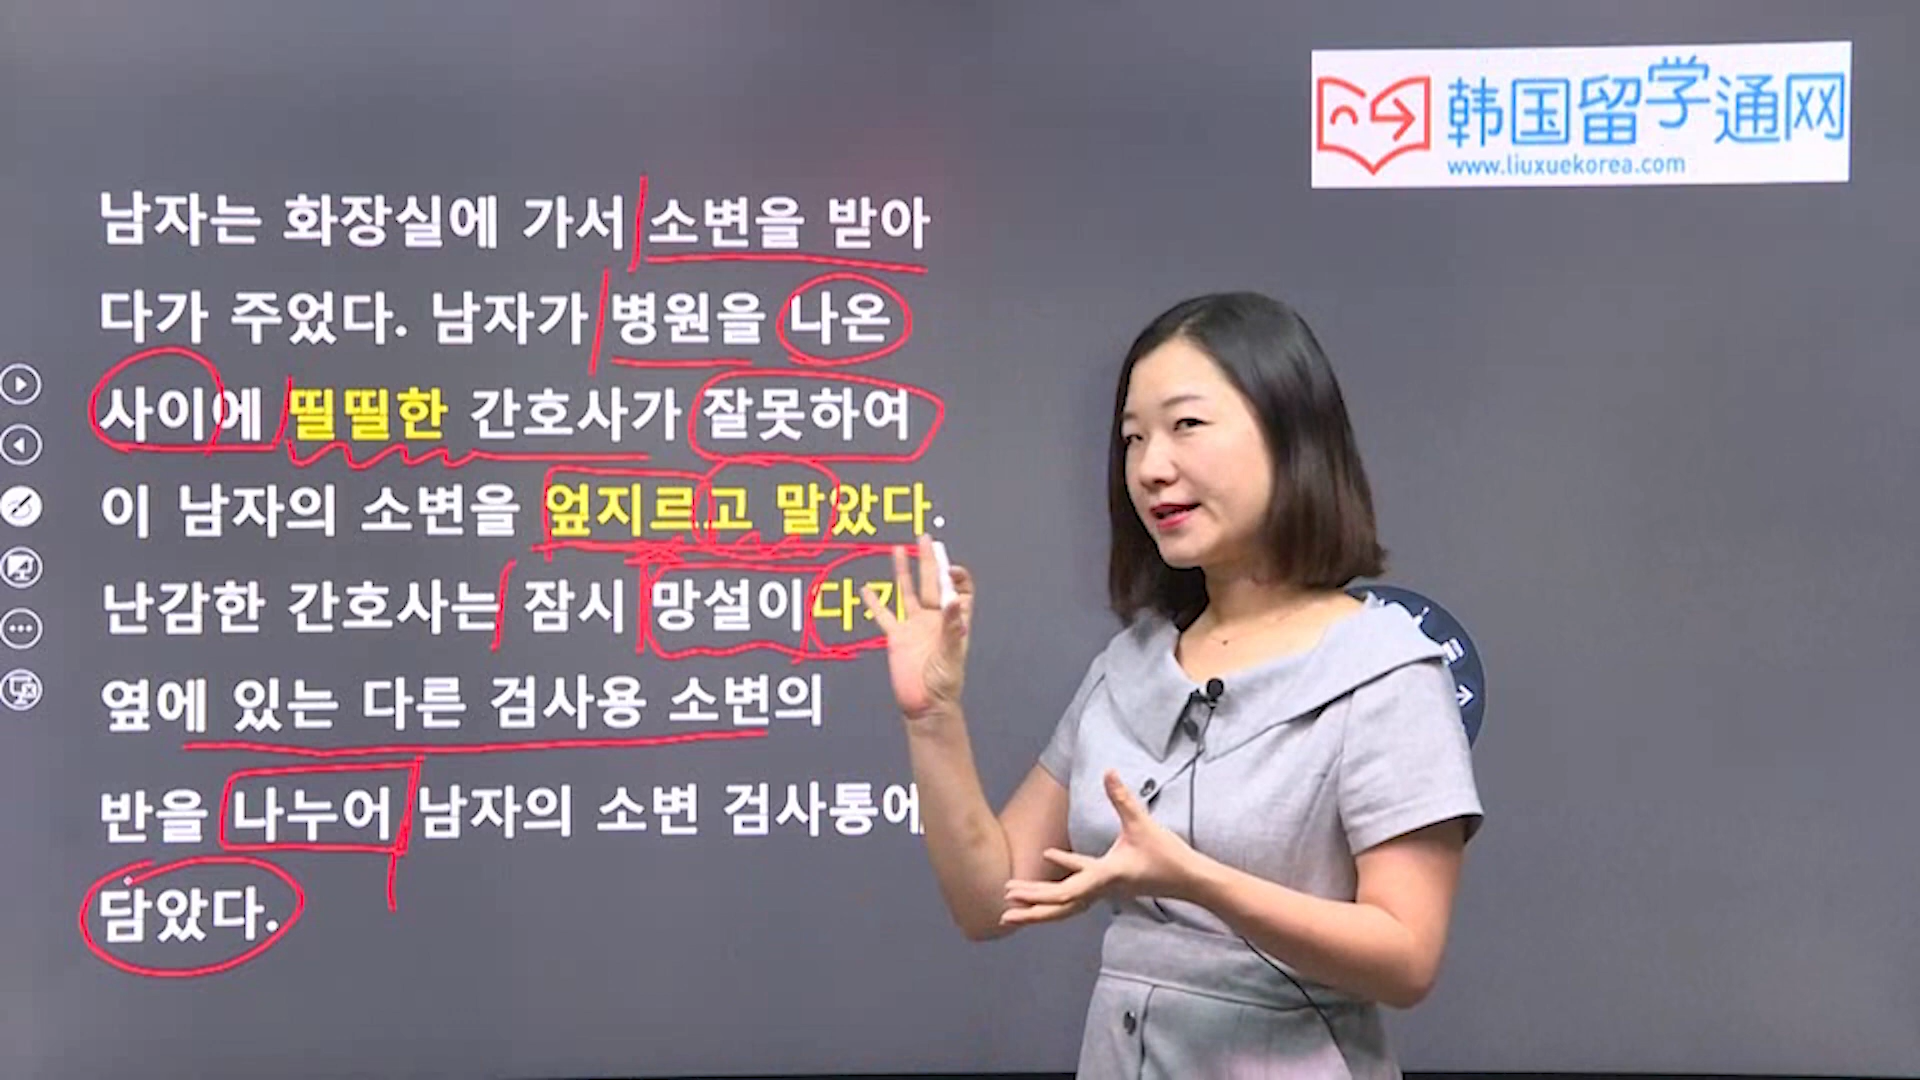 韩国留学通网
www.liuxuekorea.com
남자는 화장실에 가서 소변을 받아
다가 주었다. 남자가 병원을 나온
사이에 띨띨한 간호사가 잘못하여
이 남자의 소변을 엎지르고 말았다.
난감한 간호사는 잠시 망설이다가
옆에 있는 다른 검사용 소변의
반을 나누어 남자의 소변 검사통에
담았다.